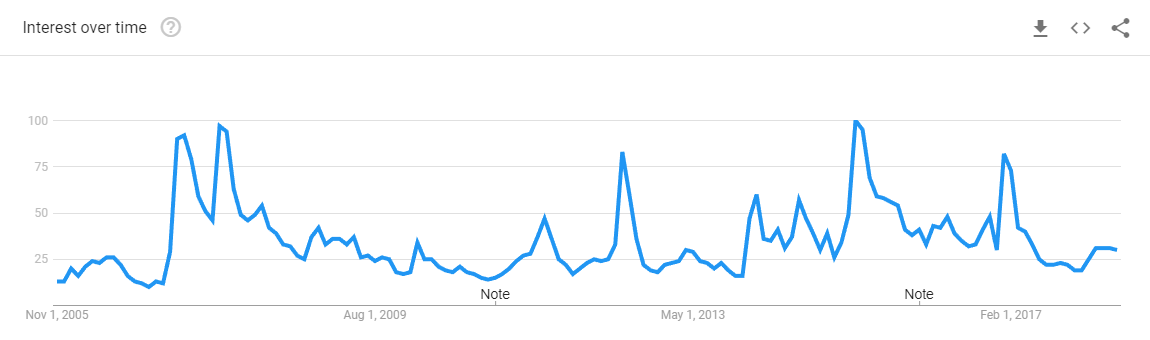 Interest over time
100
75
50
25
Note Note
Nov 1, 2005 Aug 1, 2009 May 1, 2013 Feb 1, 2017